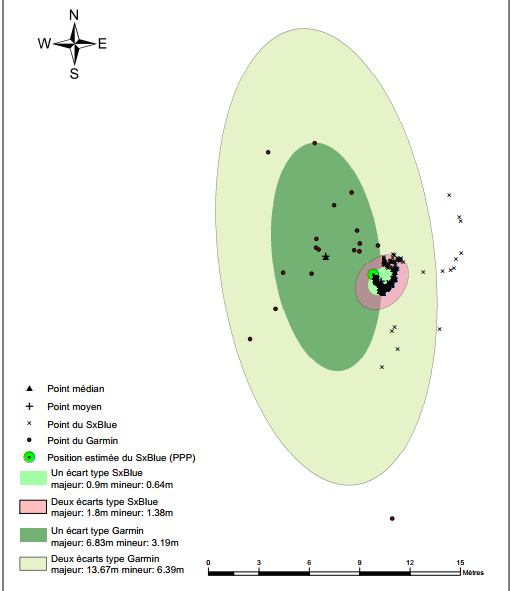 N
W E
S
Point médian
Point moyen
Point du SxBlue
Point du Garmin
Position estimée du SxBlue (PPP)
Un écart type SxBlue
majeur: 0.9m mineur: 0.64m
Deux écarts type SxBlue
majeur: 1.8m mineur: 1.38m
Un écart type Garmin
majeur: 6.83m mineur: 3.19m
Deux écarts type Garmin
majeur: 13.67m mineur: 6.39m
0 3 6 9 12 15
Mètres